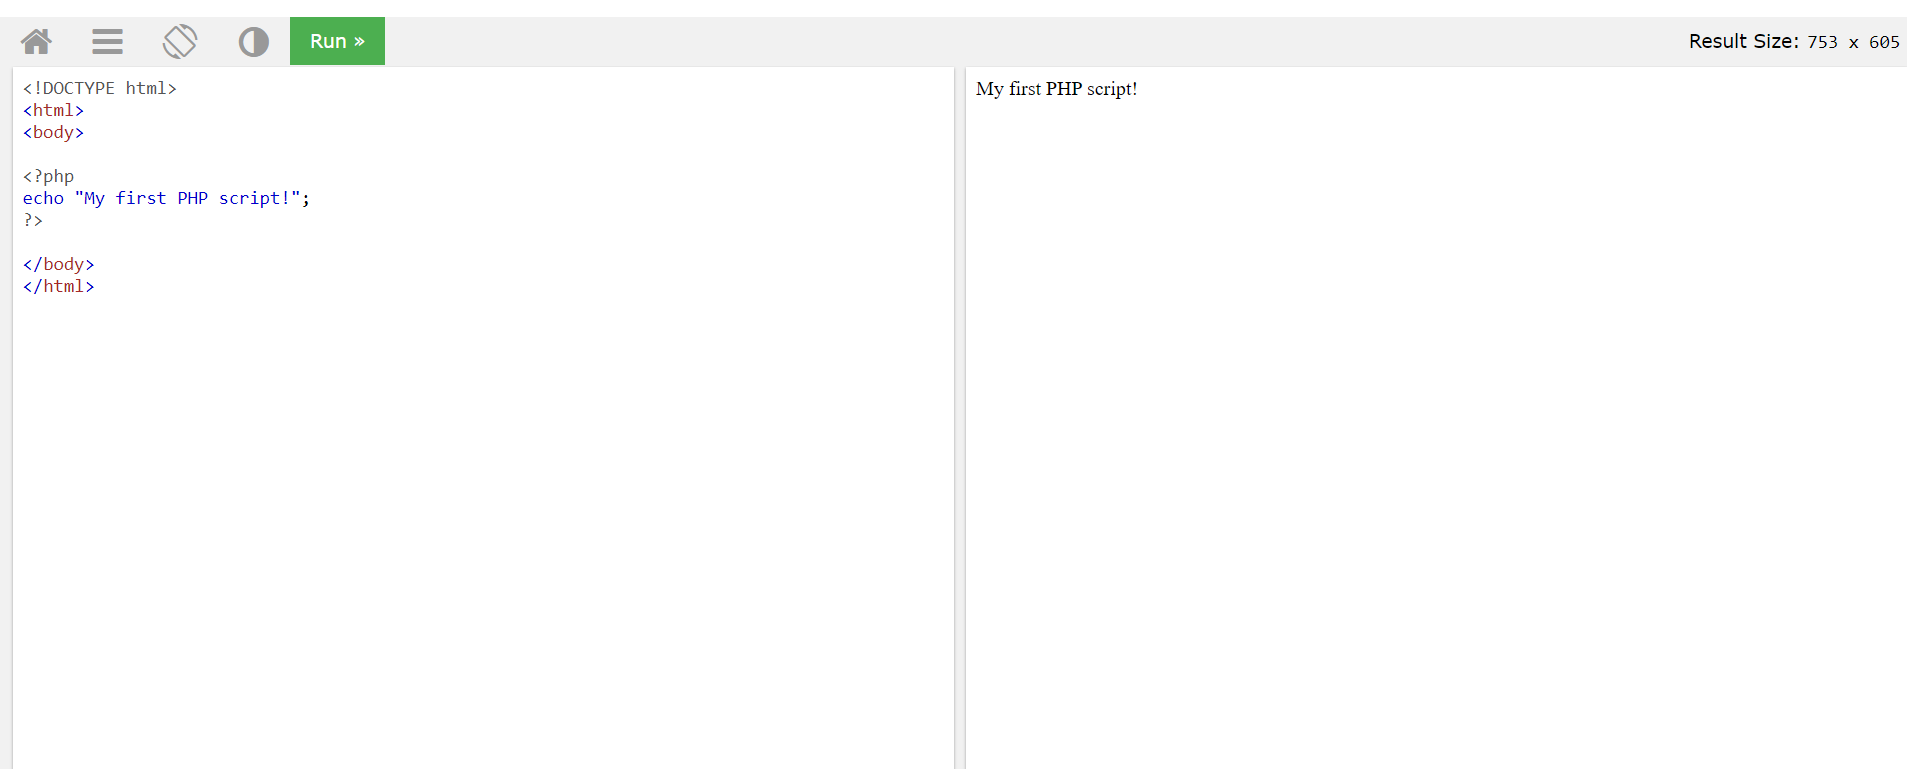 Run »
Result Size: 753 x 605
<!DOCTYPE html>
<html>
<body>
<?php
echo "My first PHP script!";
?>
</body>
</html>
My first PHP script!